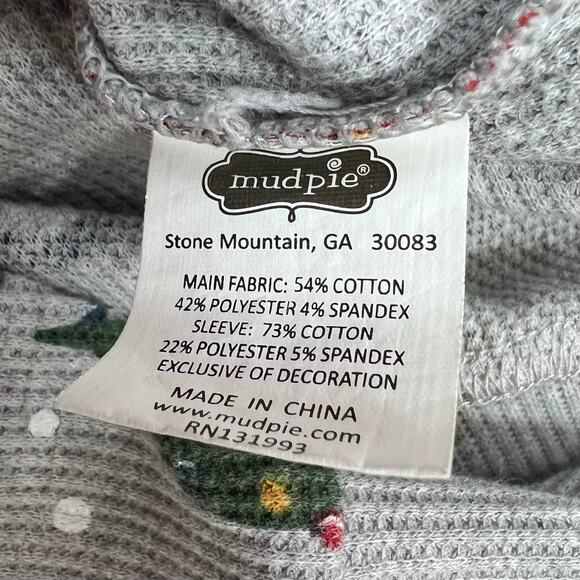 mudpie®
Stone Mountain, GA 30083
MAIN FABRIC: 54% COTTON
42% POLYESTER 4% SPANDEX
SLEEVE: 73% COTTON
22% POLYESTER 5% SPANDEX
EXCLUSIVE OF DECORATION
MADE IN CHINA
www.mudpie.com
RN131993